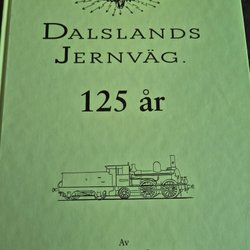 DALSLANDS
JERNVÄG.
125 år
Av